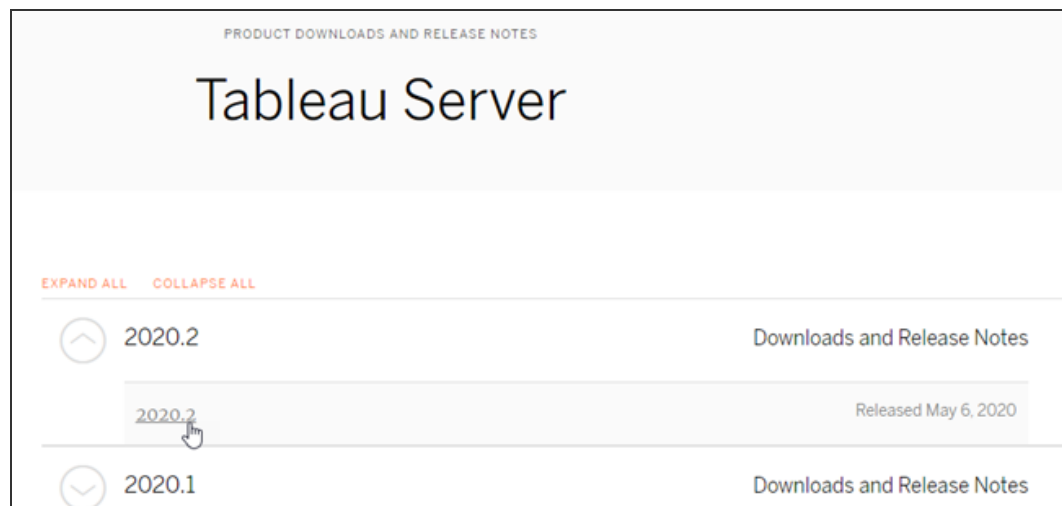 PRODUCT DOWNLOADS AND RELEASE NOTES
Tableau Server
EXPAND ALL COLLAPSE ALL
2020.2 Downloads and Release Notes
2020.2 Released May 6, 2020
2020.1 Downloads and Release Notes